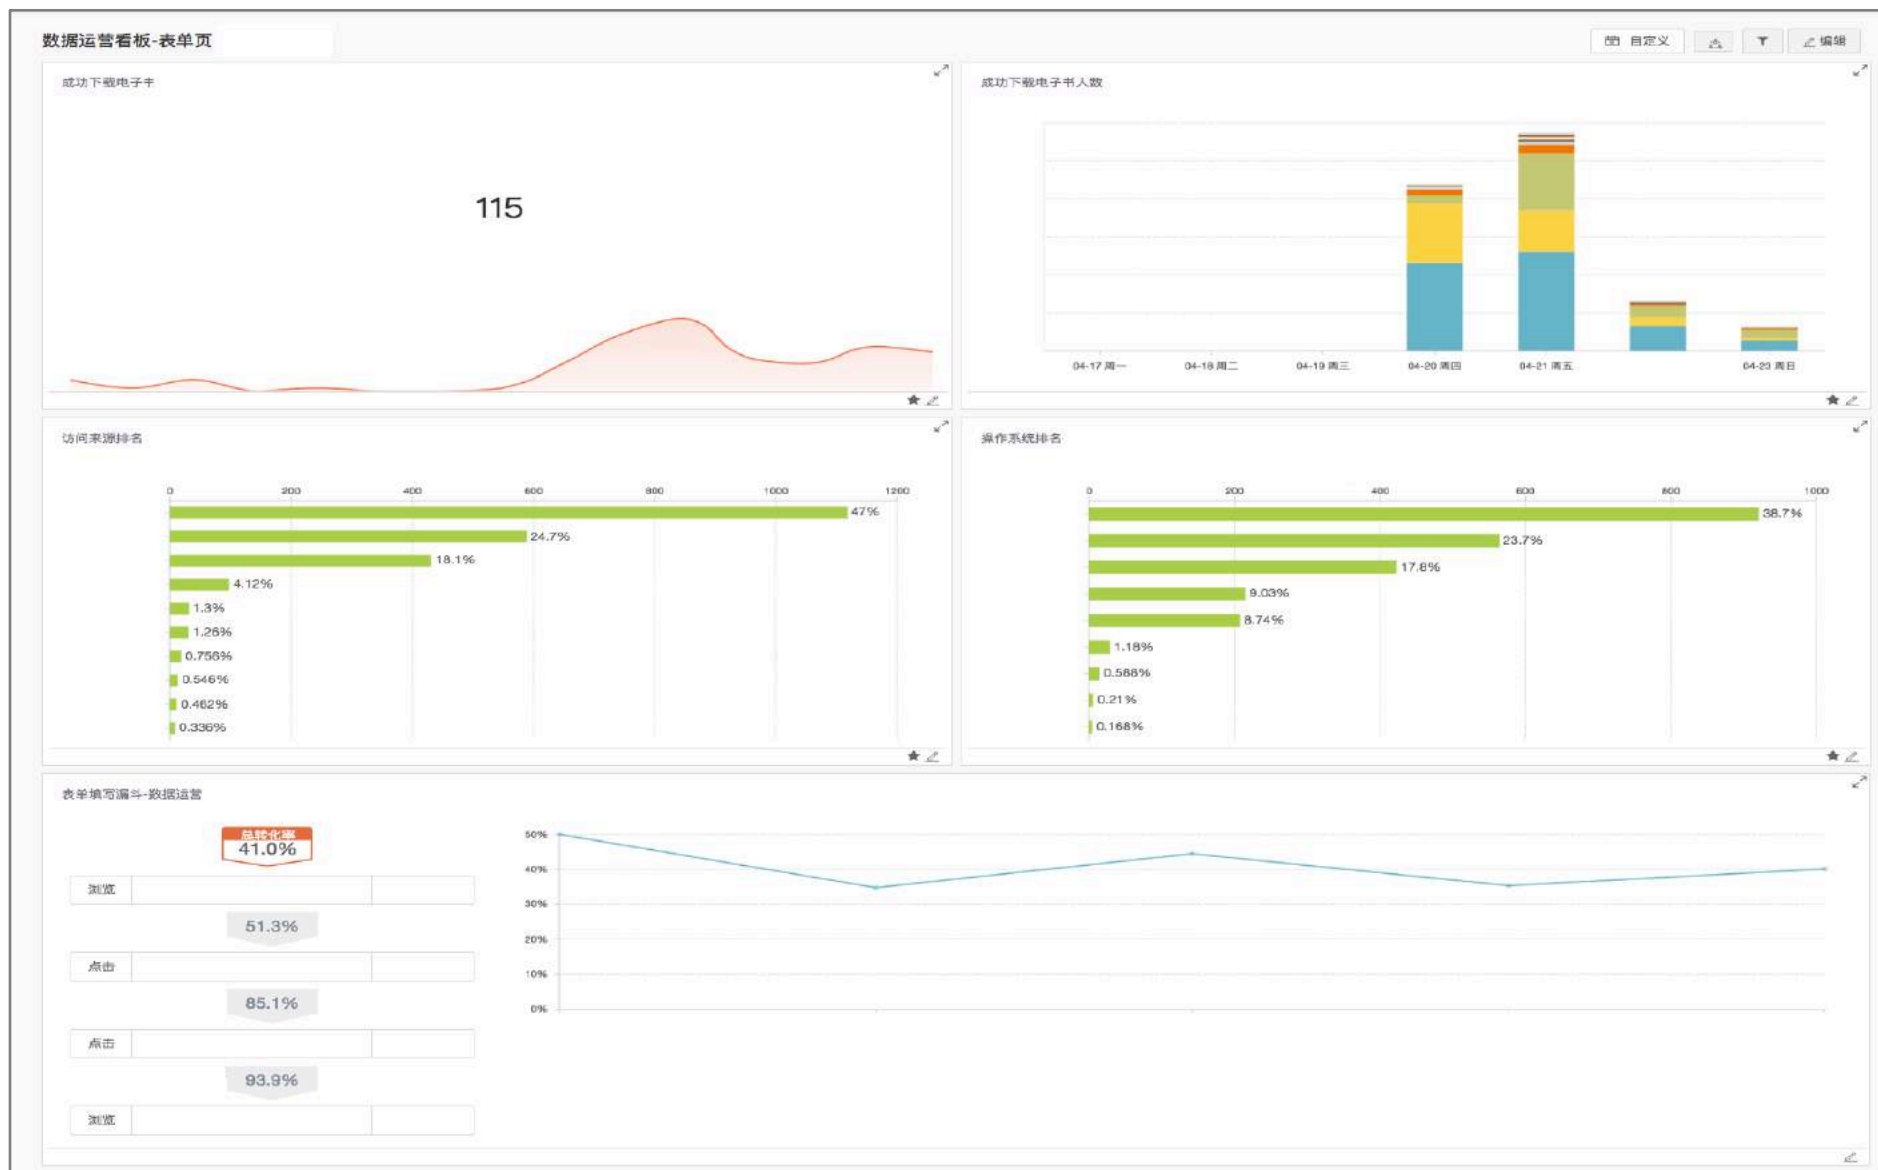 数据运营看板-表单页
自定义
编辑
成功下载电子书
115
成功下载电子书人数
04-17 周一
04-18 周二
04-19 周三
04-20 周四
04-21 周五
04-23 周日
访问来源排名
0 200 400 600 800 1000 1200
47%
24.7%
18.1%
4.12%
1.3%
1.26%
0.756%
0.546%
0.462%
0.336%
操作系统排名
0 200 400 600 800 1000
38.7%
23.7%
17.8%
9.03%
8.74%
1.18%
0.588%
0.21%
0.168%
表单填写漏斗-数据运营
总转化率
41.0%
浏览
51.3%
点击
85.1%
点击
93.9%
浏览
50%
40%
30%
20%
10%
0%